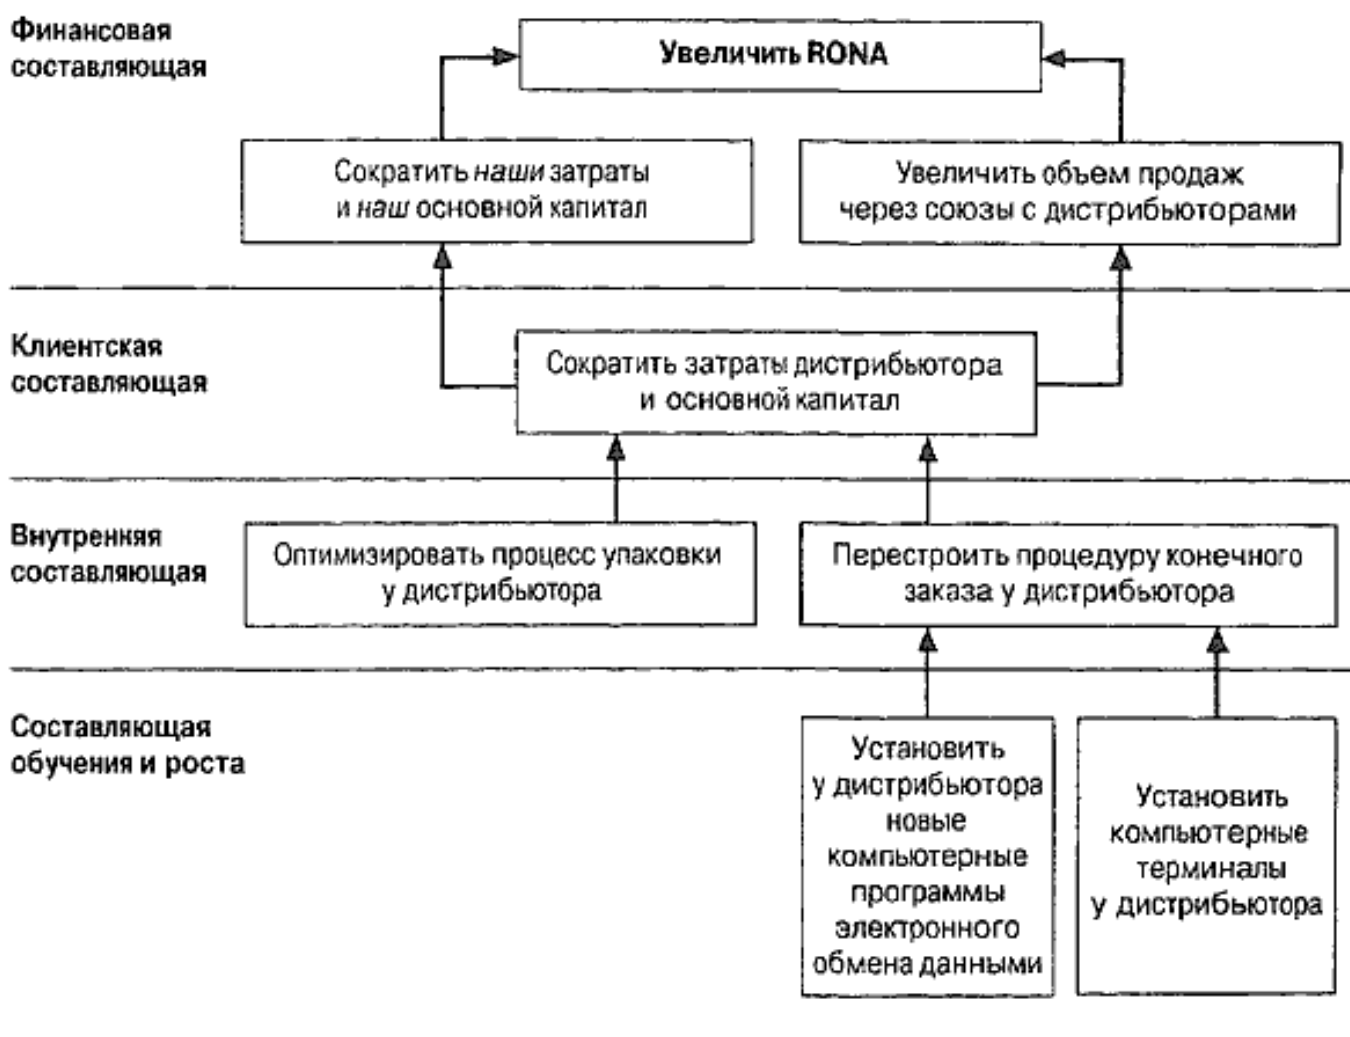 Финансовая
составляющая
Увеличить RONA
Сократить наши затраты
и наш основной капитал
Увеличить объем продаж
через союзы с дистрибьюторами
Клиентская
составляющая
Сократить затраты дистрибьютора
и основной капитал
Внутренняя
составляющая
Оптимизировать процесс упаковки
у дистрибьютора
Перестроить процедуру конечного
заказа у дистрибьютора
Составляющая
обучения и роста
Установить
у дистрибьютора
новые
компьютерные
программы
электронного
обмена данными
Установить
компьютерные
терминалы
у дистрибьютора